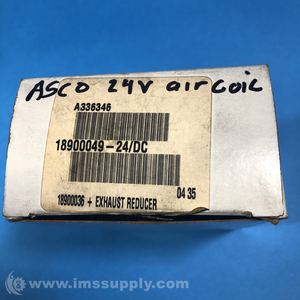 ASCO 24V air coil
A336346
18900049-24/DC
18900036 + EXHAUST REDUCER
04 35
© www.imssupply.com